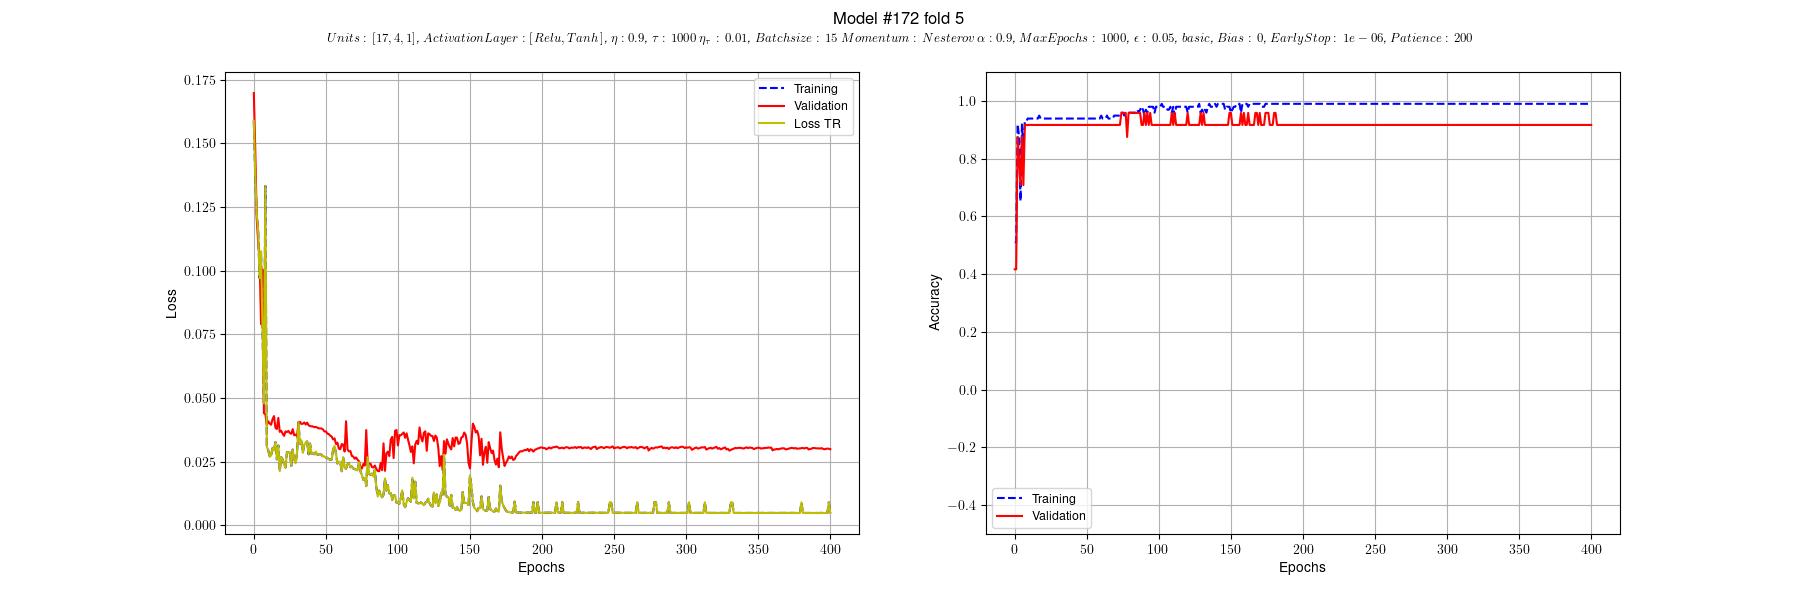 Model #172 fold 5
Units : [17, 4, 1], ActivationLayer : [Relu, Tanh], η : 0.9, τ : 1000 ητ : 0.01, Batchsize : 15 Momentum : Nesterov α : 0.9, MaxEpochs : 1000, ϵ : 0.05, basic, Bias : 0, EarlyStop : 1e − 06, Patience : 200
0.175
0.150
0.125
0.100
0.075
0.050
0.025
0.000
Loss
0 50 100 150 200 250 300 350 400
Epochs
Training
Validation
Loss TR
1.0
0.8
0.6
0.4
0.2
0.0
−0.2
−0.4
Accuracy
0 50 100 150 200 250 300 350 400
Epochs
Training
Validation